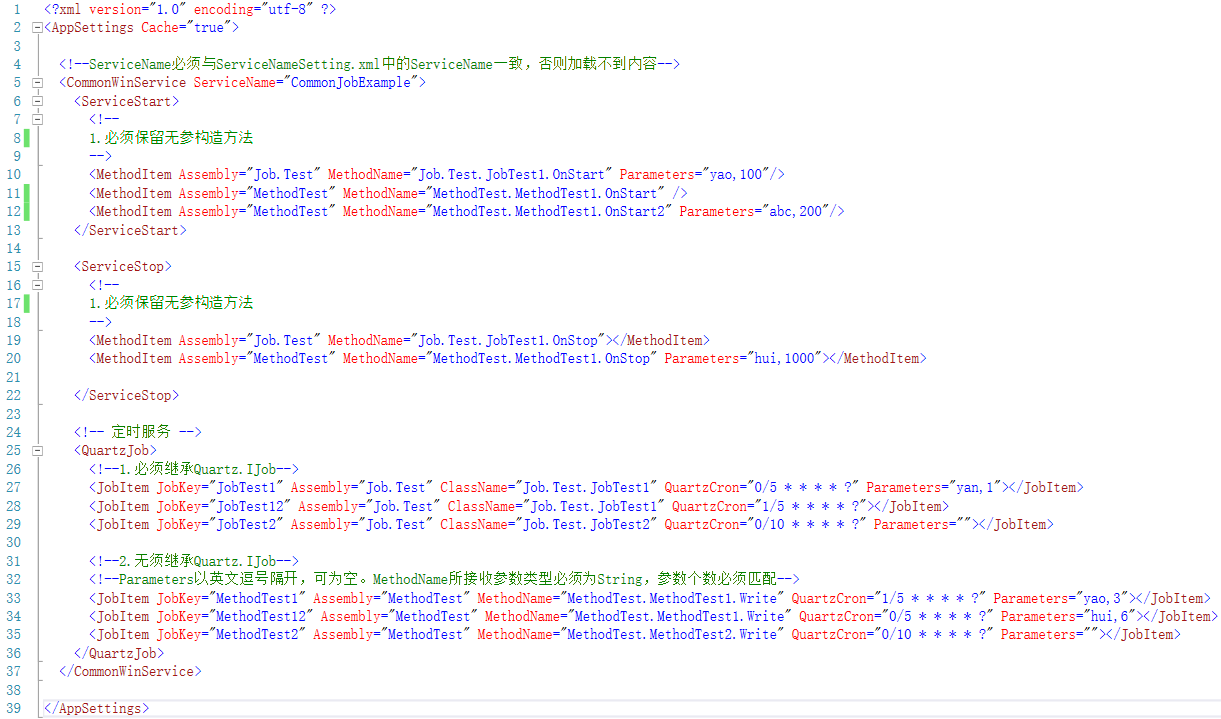 1 <?xml version="1.0" encoding="utf-8" ?>
2 <AppSettings Cache="true">
3
4 <!--ServiceName必须与ServiceNameSetting.xml中的ServiceName一致，否则加载不到内容-->
5 <CommonWinService ServiceName="CommonJobExample">
6 <ServiceStart>
7 <!--
8 1.必须保留无参构造方法
9 -->
10 <MethodItem Assembly="Job.Test" MethodName="Job.Test.JobTest1.OnStart" Parameters="yao,100"/>
11 <MethodItem Assembly="MethodTest" MethodName="MethodTest.MethodTest1.OnStart" />
12 <MethodItem Assembly="MethodTest" MethodName="MethodTest.MethodTest1.OnStart2" Parameters="abc,200"/>
13 </ServiceStart>
14
15 <ServiceStop>
16 <!--
17 1.必须保留无参构造方法
18 -->
19 <MethodItem Assembly="Job.Test" MethodName="Job.Test.JobTest1.OnStop"></MethodItem>
20 <MethodItem Assembly="MethodTest" MethodName="MethodTest.MethodTest1.OnStop" Parameters="hui,1000"></MethodItem>
21
22 </ServiceStop>
23
24 <!-- 定时服务 -->
25 <QuartzJob>
26 <!--1.必须继承Quartz.IJob-->
27 <JobItem JobKey="JobTest1" Assembly="Job.Test" ClassName="Job.Test.JobTest1" QuartzCron="0/5 * * * * ?" Parameters="yan,1"></JobItem>
28 <JobItem JobKey="JobTest12" Assembly="Job.Test" ClassName="Job.Test.JobTest1" QuartzCron="1/5 * * * * ?"></JobItem>
29 <JobItem JobKey="JobTest2" Assembly="Job.Test" ClassName="Job.Test.JobTest2" QuartzCron="0/10 * * * * ?" Parameters=""></JobItem>
30
31 <!--2.无须继承Quartz.IJob-->
32 <!--Parameters以英文逗号隔开，可为空。MethodName所接收参数类型必须为String，参数个数必须匹配-->
33 <JobItem JobKey="MethodTest1" Assembly="MethodTest" MethodName="MethodTest.MethodTest1.Write" QuartzCron="1/5 * * * * ?" Parameters="yao,3"></JobItem>
34 <JobItem JobKey="MethodTest12" Assembly="MethodTest" MethodName="MethodTest.MethodTest1.Write" QuartzCron="0/5 * * * * ?" Parameters="hui,6"></JobItem>
35 <JobItem JobKey="MethodTest2" Assembly="MethodTest" MethodName="MethodTest.MethodTest2.Write" QuartzCron="0/10 * * * * ?" Parameters=""></JobItem>
36 </QuartzJob>
37 </CommonWinService>
38
39 </AppSettings>